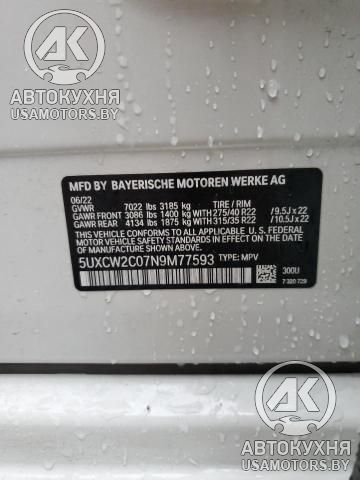 АК
АВТОКУХНЯ
USAMOTORS.BY
MFD BY BAYERISCHE MOTOREN WERKE AG
06/22
GVWR 7022 lbs 3185 kg TIRE / RIM
GAWR FRONT 3086 lbs 1400 kg WITH 275/40 R22 / 9.5J x 22
GAWR REAR 4134 lbs 1875 kg WITH 315/35 R22 / 10.5J x 22
THIS VEHICLE CONFORMS TO ALL APPLICABLE
U.S. FEDERAL MOTOR VEHICLE SAFETY STANDARDS IN EFFECT ON THE DATE
OF MANUFACTURE SHOWN ABOVE.
5UXCW2C07N9M77593 TYPE: MPV
300U
7 320 729
АК
АВТОКУХНЯ
USAMOTORS.BY